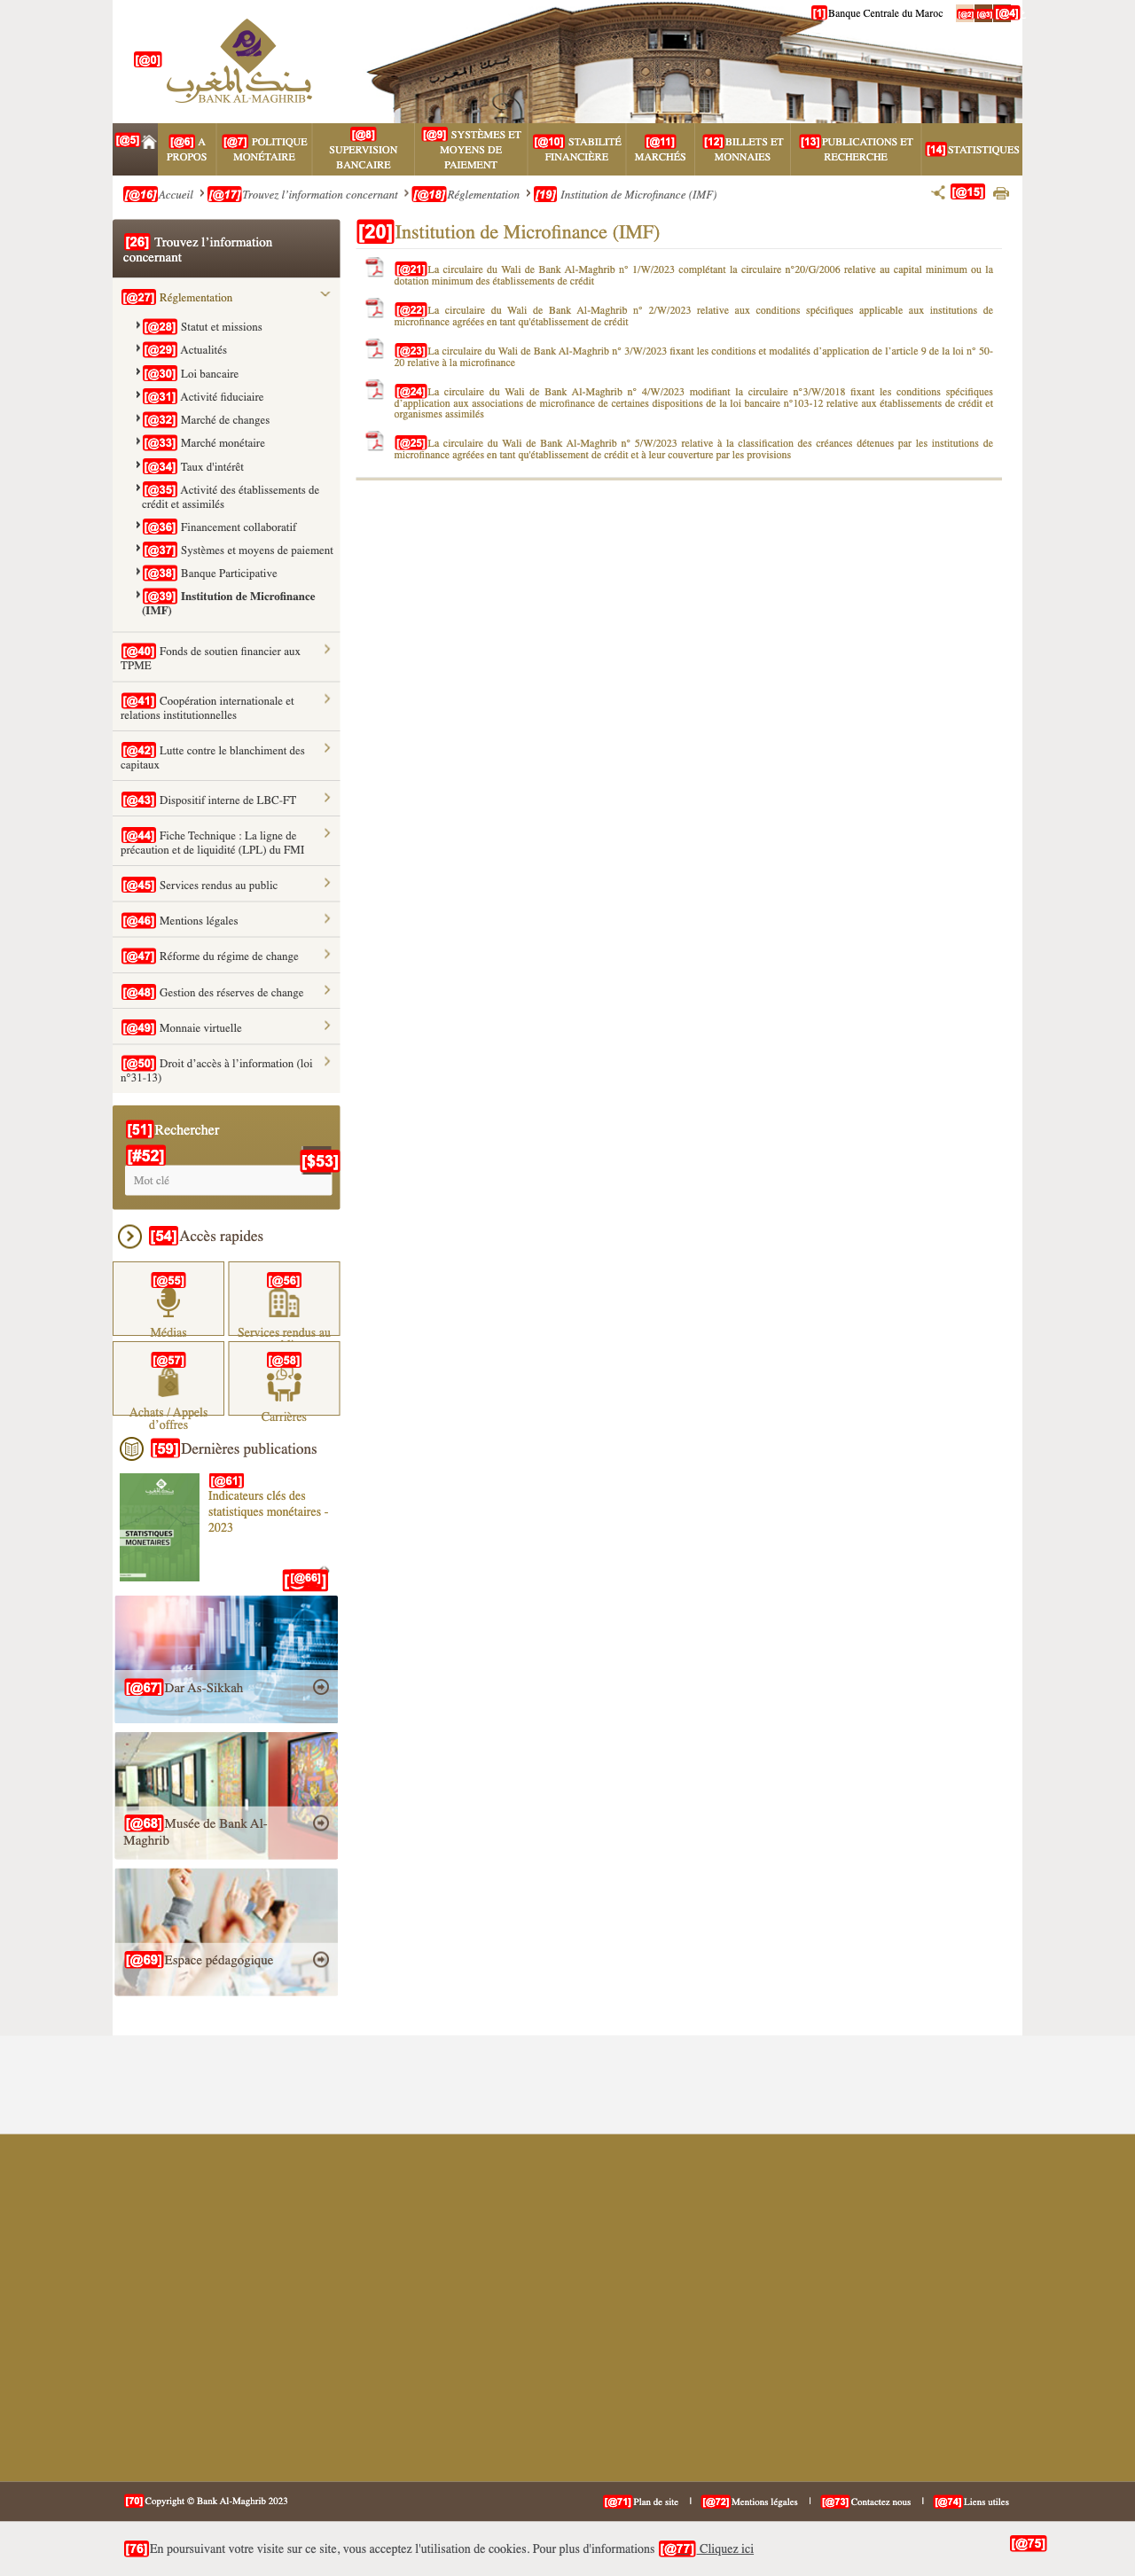 [1]Banque Centrale du Maroc [@2] [@3] [@4]
[@0]
بنك المغرب
BANK AL-MAGHRIB
[@5]
[@6] A PROPOS
[@7] POLITIQUE MONÉTAIRE
[@8] SUPERVISION BANCAIRE
[@9] SYSTÈMES ET MOYENS DE PAIEMENT
[@10] STABILITÉ FINANCIÈRE
[@11] MARCHÉS
[12]BILLETS ET MONNAIES
[13]PUBLICATIONS ET RECHERCHE
[14]STATISTIQUES
[@16]Accueil [@17]Trouvez l’information concernant [@18]Réglementation [19] Institution de Microfinance (IMF)
[@15]
[20]Institution de Microfinance (IMF)
[@21]La circulaire du Wali de Bank Al-Maghrib n° 1/W/2023 complétant la circulaire n°20/G/2006 relative au capital minimum ou la
dotation minimum des établissements de crédit
[@22]La circulaire du Wali de Bank Al-Maghrib n° 2/W/2023 relative aux conditions spécifiques applicable aux institutions de
microfinance agréées en tant qu'établissement de crédit
[@23]La circulaire du Wali de Bank Al-Maghrib n° 3/W/2023 fixant les conditions et modalités d’application de l’article 9 de la loi n° 50-
20 relative à la microfinance
[@24]La circulaire du Wali de Bank Al-Maghrib n° 4/W/2023 modifiant la circulaire n°3/W/2018 fixant les conditions spécifiques
d’application aux associations de microfinance de certaines dispositions de la loi bancaire n°103-12 relative aux établissements de crédit et
organismes assimilés
[@25]La circulaire du Wali de Bank Al-Maghrib n° 5/W/2023 relative à la classification des créances détenues par les institutions de
microfinance agréées en tant qu'établissement de crédit et à leur couverture par les provisions
[26] Trouvez l’information
concernant
[@27] Réglementation
[@28] Statut et missions
[@29] Actualités
[@30] Loi bancaire
[@31] Activité fiduciaire
[@32] Marché de changes
[@33] Marché monétaire
[@34] Taux d'intérêt
[@35] Activité des établissements de
crédit et assimilés
[@36] Financement collaboratif
[@37] Systèmes et moyens de paiement
[@38] Banque Participative
[@39] Institution de Microfinance
(IMF)
[@40] Fonds de soutien financier aux
TPME
[@41] Coopération internationale et
relations institutionnelles
[@42] Lutte contre le blanchiment des
capitaux
[@43] Dispositif interne de LBC-FT
[@44] Fiche Technique : La ligne de
précaution et de liquidité (LPL) du FMI
[@45] Services rendus au public
[@46] Mentions légales
[@47] Réforme du régime de change
[@48] Gestion des réserves de change
[@49] Monnaie virtuelle
[@50] Droit d’accès à l’information (loi
n°31-13)
[51]Rechercher
[#52] [$53]
Mot clé
[54]Accès rapides
[@55] [@56]
Médias Services rendus au
[@57] [@58]
Achats / Appels
d’offres
Carrières
[59]Dernières publications
[@61]
Indicateurs clés des
statistiques monétaires -
2023
STATISTIQUES
MONETAIRES
[@66]
[@67]Dar As-Sikkah
[@68]Musée de Bank Al-
Maghrib
[@69]Espace pédagogique
[70]Copyright © Bank Al-Maghrib 2023 [@71]Plan de site [@72]Mentions légales [@73]Contactez nous [@74]Liens utiles
[@75]
[76]En poursuivant votre visite sur ce site, vous acceptez l'utilisation de cookies. Pour plus d'informations [@77] Cliquez ici